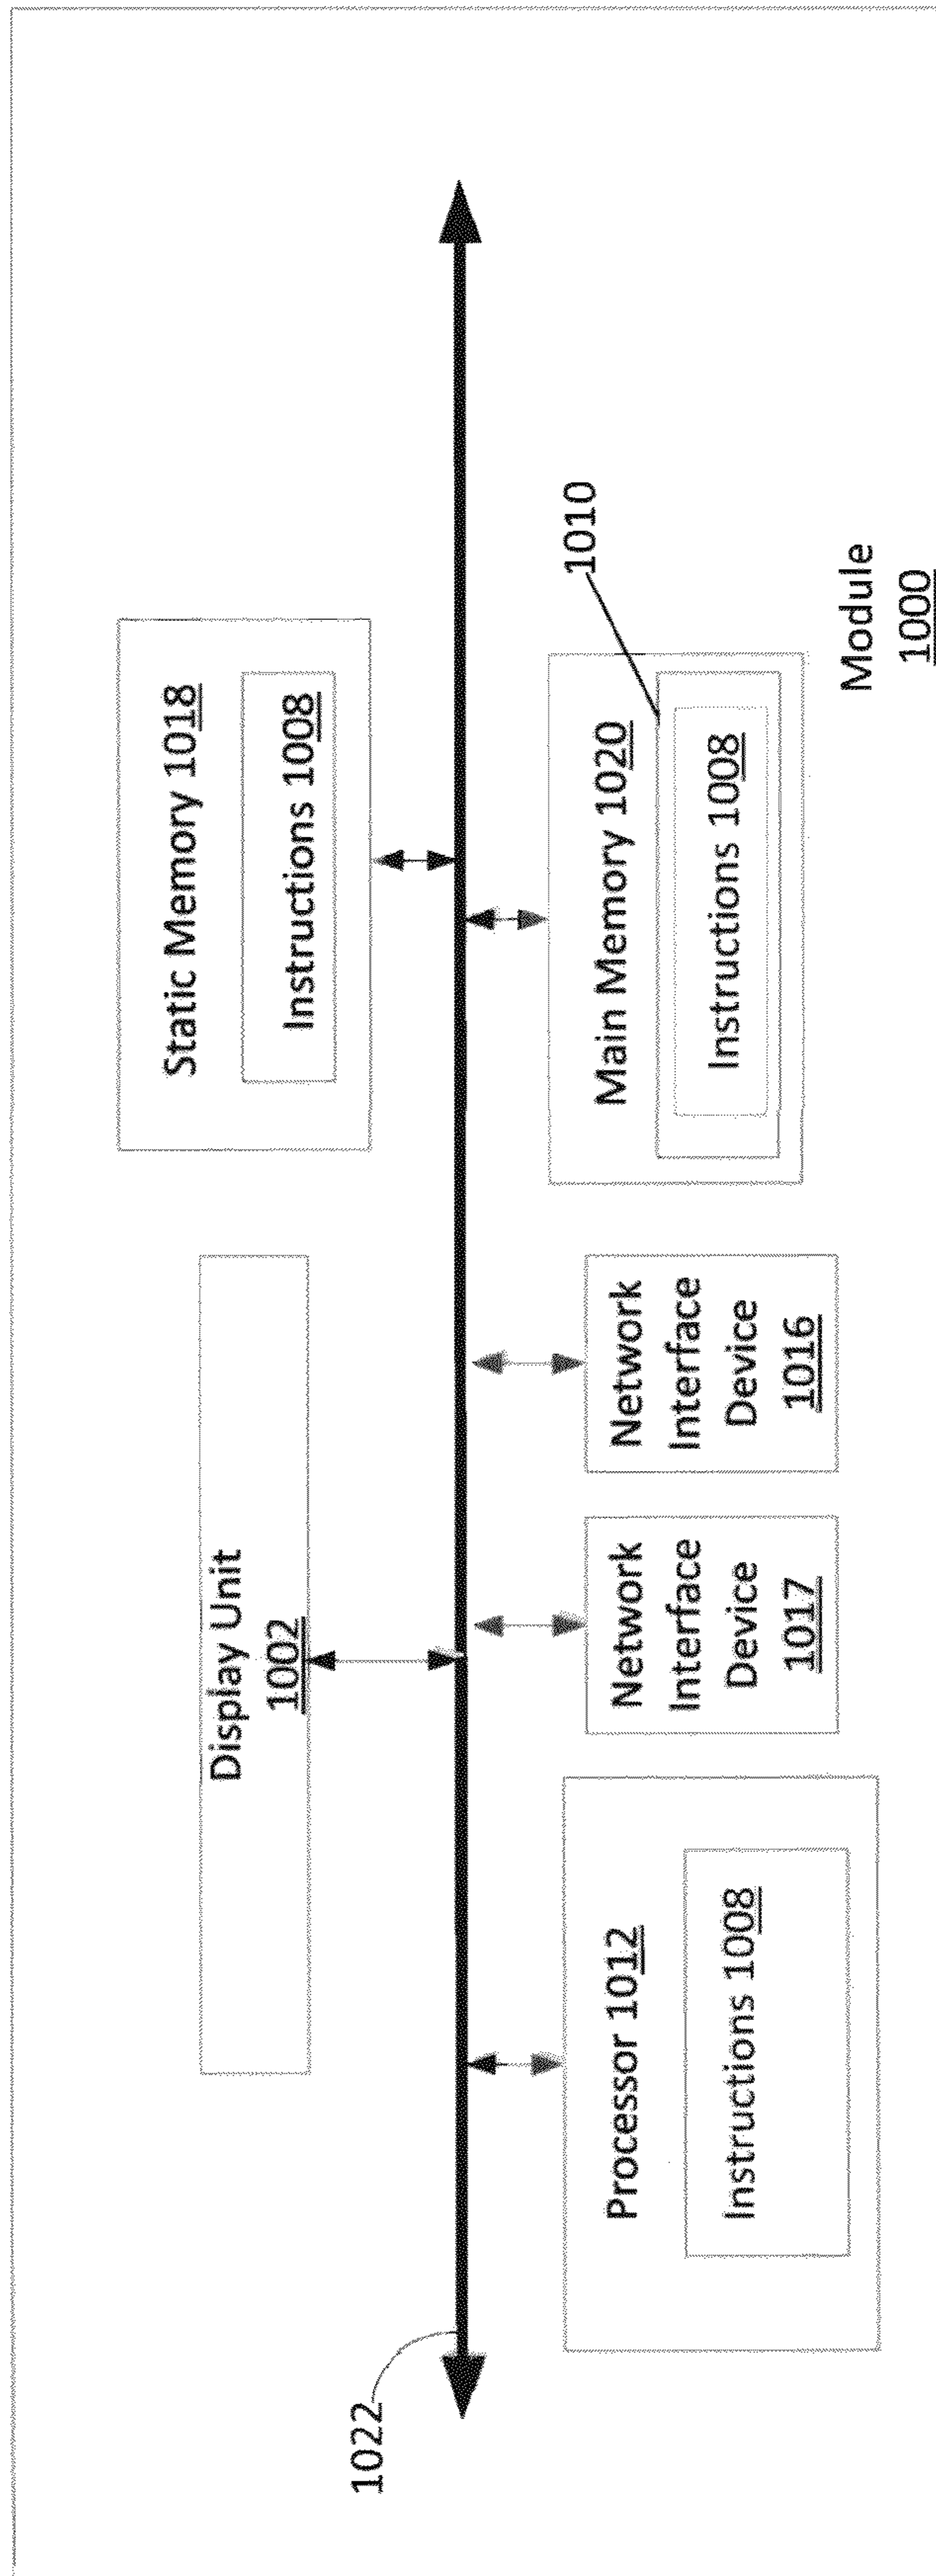 Display Unit
1002
Static Memory 1018
Instructions 1008
1022
1010
Processor 1012
Instructions 1008
Network
Interface
Device
1017
Network
Interface
Device
1016
Main Memory 1020
Instructions 1008
Module
1000